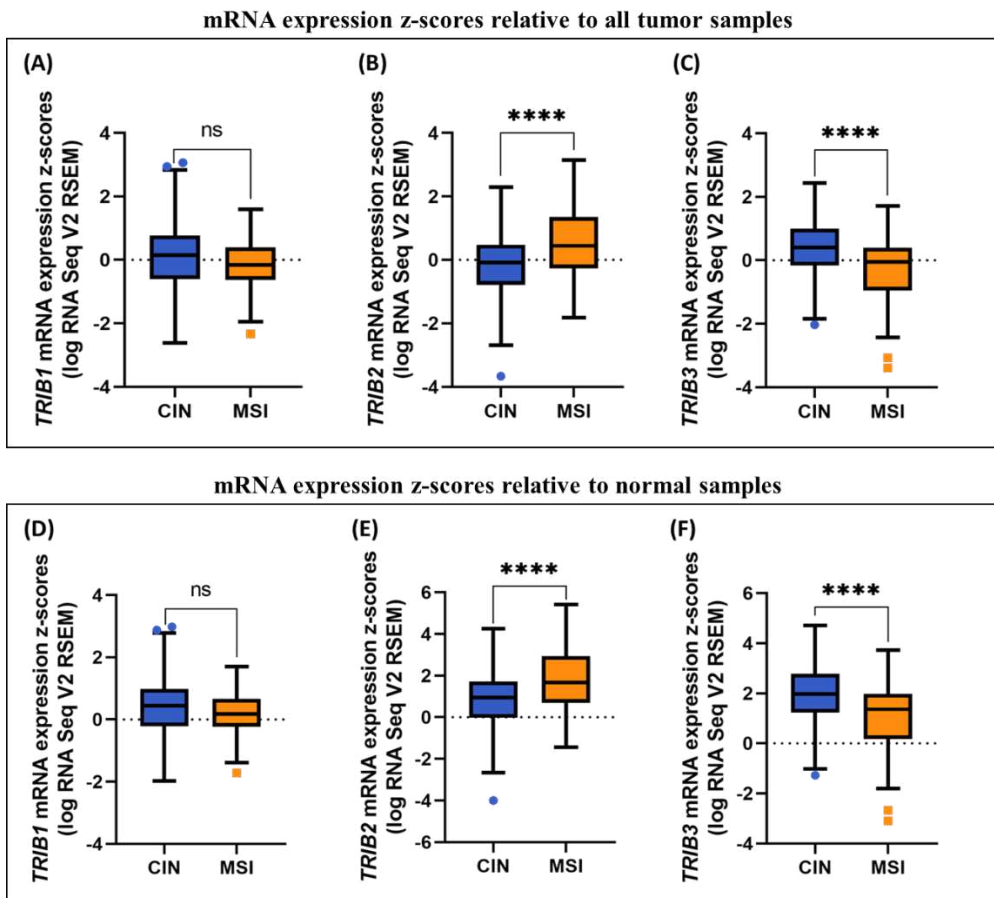 mRNA expression z-scores relative to all tumor samples
(A)
TRIB1 mRNA expression z-scores
(log RNA Seq V2 RSEM)
4
2
0
-2
-4
ns
CIN
MSI
(B)
TRIB2 mRNA expression z-scores
(log RNA Seq V2 RSEM)
4
2
0
-2
-4
****
CIN
MSI
(C)
TRIB3 mRNA expression z-scores
(log RNA Seq V2 RSEM)
4
2
0
-2
-4
****
CIN
MSI
mRNA expression z-scores relative to normal samples
(D)
TRIB1 mRNA expression z-scores
(log RNA Seq V2 RSEM)
4
2
0
-2
-4
ns
CIN
MSI
(E)
TRIB2 mRNA expression z-scores
(log RNA Seq V2 RSEM)
6
4
2
0
-2
-4
-6
****
CIN
MSI
(F)
TRIB3 mRNA expression z-scores
(log RNA Seq V2 RSEM)
6
4
2
0
-2
-4
****
CIN
MSI